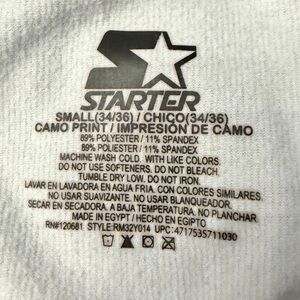 STARTER
SMALL(34/36) / CHICO(34/36)
CAMO PRINT / IMPRESIÓN DE CAMO
89% POLYESTER / 11% SPANDEX
89% POLIESTER / 11% SPANDEX
MACHINE WASH COLD. WITH LIKE COLORS.
DO NOT USE SOFTENERS. DO NOT BLEACH.
TUMBLE DRY LOW. DO NOT IRON.
LAVAR EN LAVADORA EN AGUA FRIA. CON COLORES SIMILARES.
NO USAR SUAVIZANTE. NO USAR BLANQUEADOR.
SECAR EN SECADORA. A BAJA TEMPERATURA. NO PLANCHAR
MADE IN EGYPT / HECHO EN EGIPTO
RN#120681 STYLE:RM32Y014 UPC:4717535711030